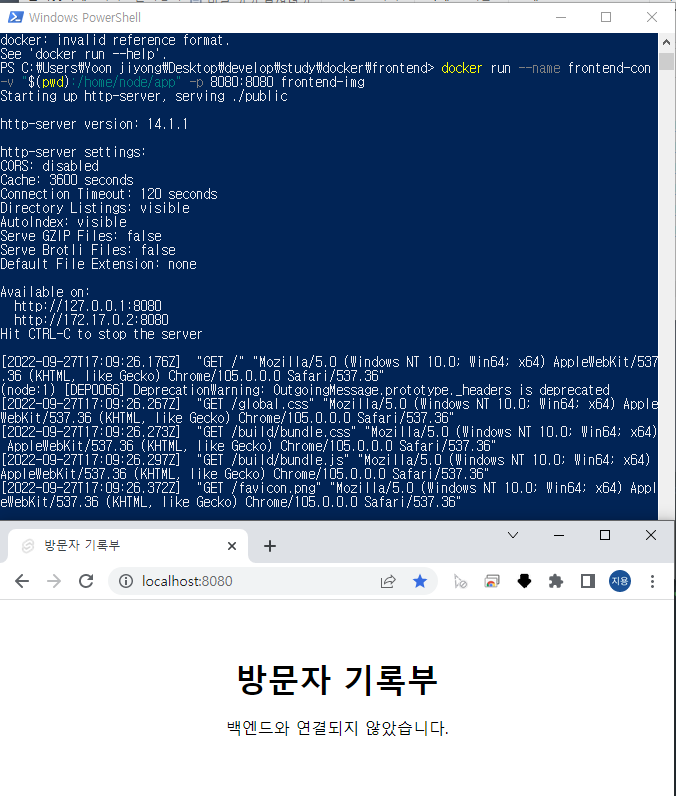 Windows PowerShell
docker: invalid reference format.
See 'docker run --help'.
PS C:\Users\Yoon jiyong\Desktop\develop\study\docker\frontend> docker run --name frontend-con
-v "$(pwd):/home/node/app" -p 8080:8080 frontend-img
Starting up http-server, serving ./public
http-server version: 14.1.1
http-server settings:
CORS: disabled
Cache: 3600 seconds
Connection Timeout: 120 seconds
Directory Listings: visible
AutoIndex: visible
Serve GZIP Files: false
Serve Brotli Files: false
Default File Extension: none
Available on:
http://127.0.0.1:8080
http://172.17.0.2:8080
Hit CTRL-C to stop the server
[2022-09-27T17:09:26.176Z]  "GET /" "Mozilla/5.0 (Windows NT 10.0; Win64; x64) AppleWebKit/537
.36 (KHTML, like Gecko) Chrome/105.0.0.0 Safari/537.36"
(node:1) [DEP0066] DeprecationWarning: OutgoingMessage.prototype._headers is deprecated
[2022-09-27T17:09:26.267Z]  "GET /global.css" "Mozilla/5.0 (Windows NT 10.0; Win64; x64) Apple
WebKit/537.36 (KHTML, like Gecko) Chrome/105.0.0.0 Safari/537.36"
[2022-09-27T17:09:26.273Z]  "GET /build/bundle.css" "Mozilla/5.0 (Windows NT 10.0; Win64; x64)
AppleWebKit/537.36 (KHTML, like Gecko) Chrome/105.0.0.0 Safari/537.36"
[2022-09-27T17:09:26.297Z]  "GET /build/bundle.js" "Mozilla/5.0 (Windows NT 10.0; Win64; x64)
AppleWebKit/537.36 (KHTML, like Gecko) Chrome/105.0.0.0 Safari/537.36"
[2022-09-27T17:09:26.372Z]  "GET /favicon.png" "Mozilla/5.0 (Windows NT 10.0; Win64; x64) Appl
eWebKit/537.36 (KHTML, like Gecko) Chrome/105.0.0.0 Safari/537.36"
방문자 기록부
localhost:8080
지용
방문자 기록부
백엔드와 연결되지 않았습니다.